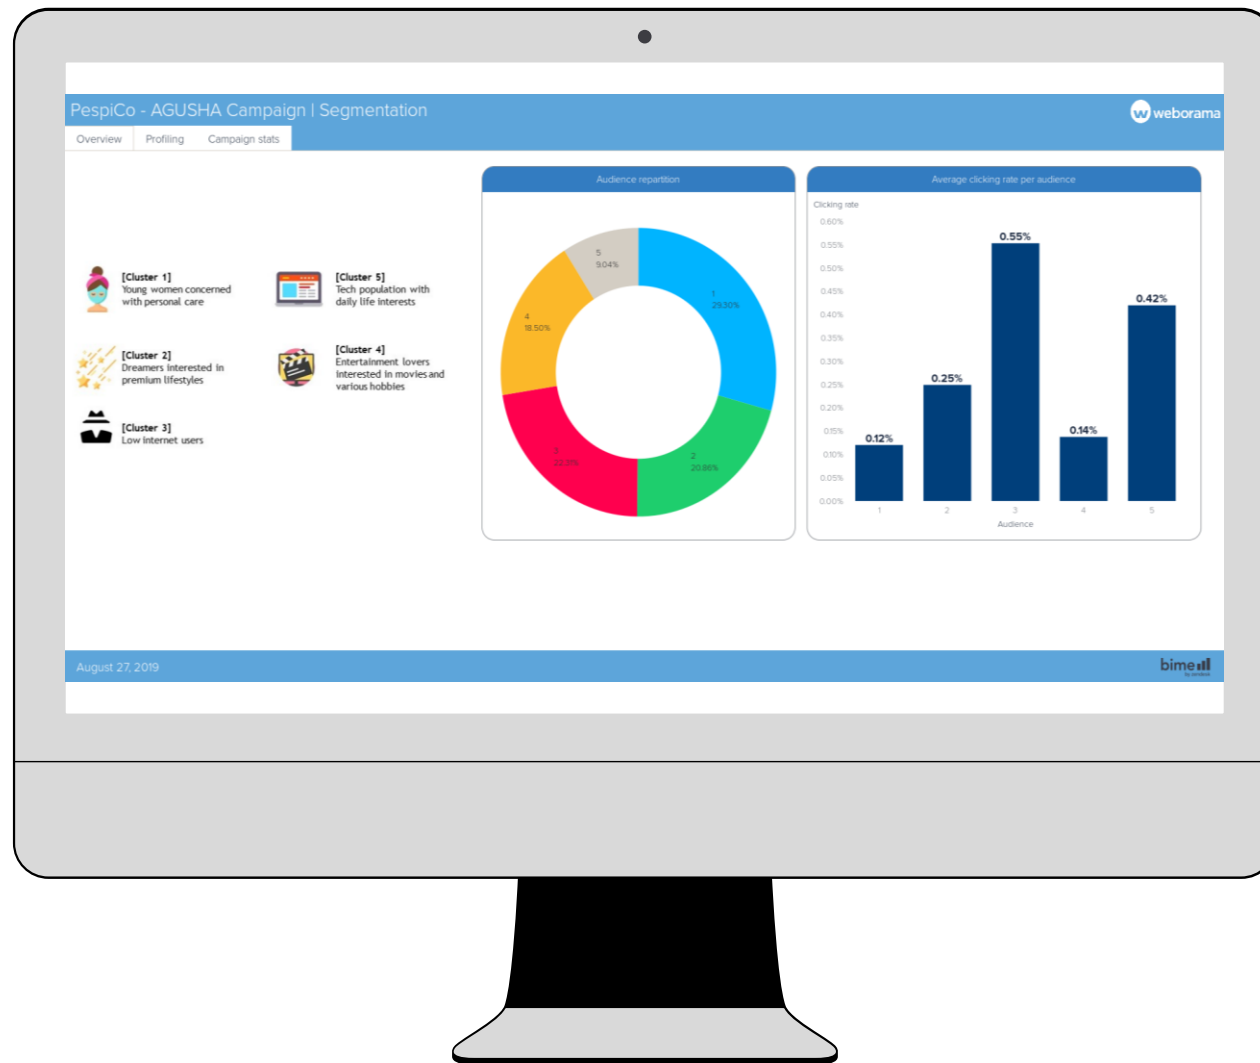 PespiCo - AGUSHA Campaign | Segmentation
w weborama
Overview
Profiling
Campaign stats
[Cluster 1]
Young women concerned
with personal care
[Cluster 5]
Tech population with
daily life interests
[Cluster 2]
Dreamers interested in
premium lifestyles
[Cluster 4]
Entertainment lovers
interested in movies and
various hobbies
[Cluster 3]
Low internet users
Audience repartition
5
9.04%
1
29.30%
4
18.50%
3
2
20.86%
Average clicking rate per audience
Clicking rate
0.60%
0.55%
0.50%
0.45%
0.40%
0.35%
0.30%
0.25%
0.20%
0.15%
0.10%
0.05%
0.00%
0.12%
0.25%
0.55%
0.14%
0.42%
1
2
3
4
5
Audience
August 27, 2019
bime
by zendesk